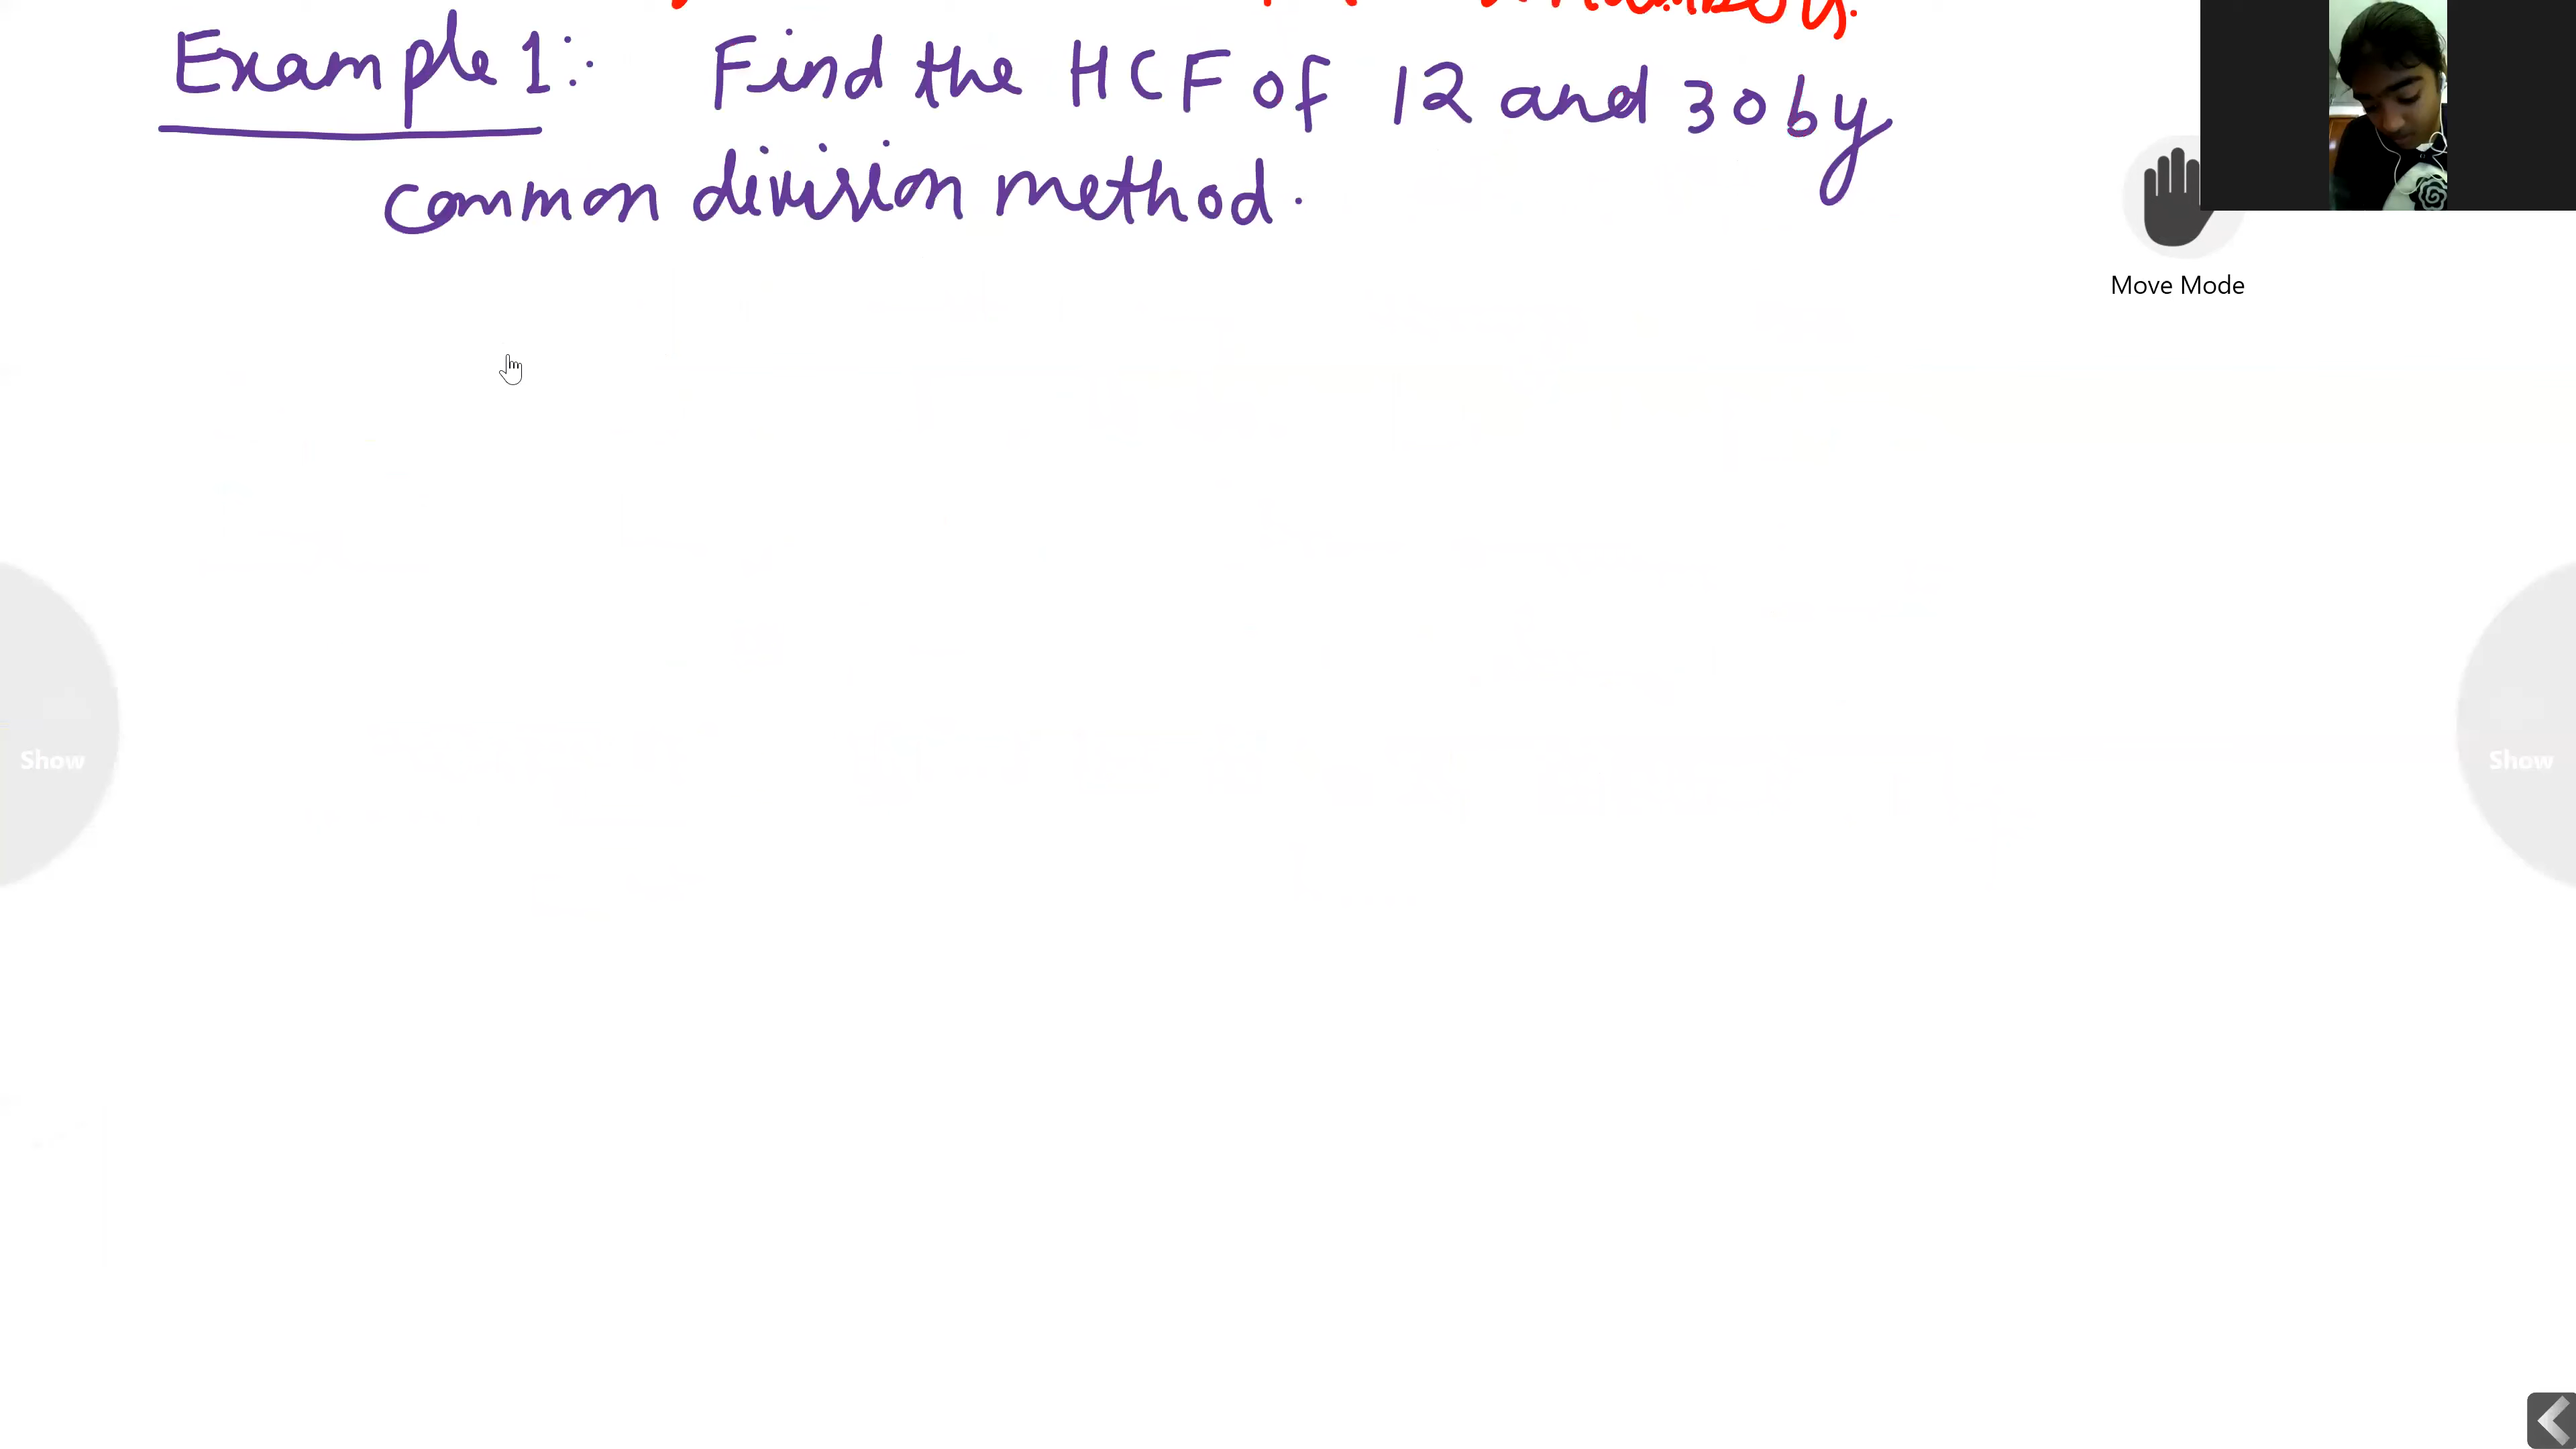 Example 1:- Find the HCF of 12 and 30 by
common division method.
Move Mode
Show
Show